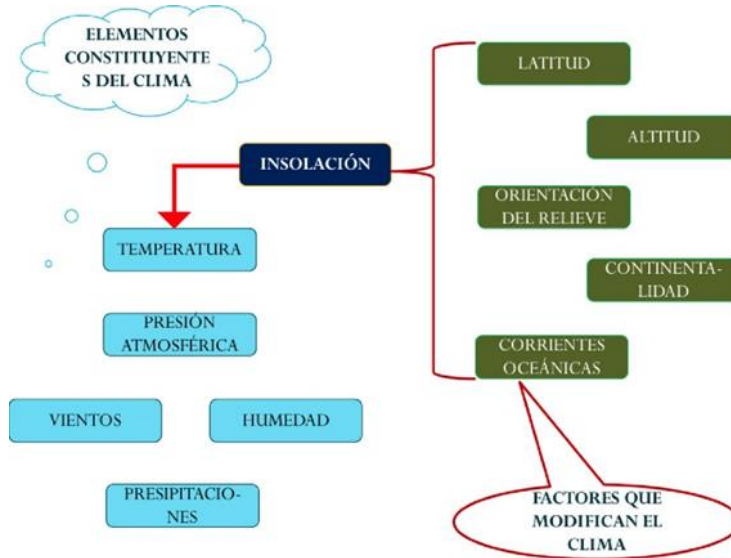 ELEMENTOS
CONSTITUYENTE
S DEL CLIMA
INSOLACIÓN
TEMPERATURA
PRESIÓN
ATMOSFÉRICA
VIENTOS
HUMEDAD
PRESIPITACIO-
NES
LATITUD
ALTITUD
ORIENTACIÓN
DEL RELIEVE
CONTINENTA-
LIDAD
CORRIENTES
OCEÁNICAS
FACTORES QUE
MODIFICAN EL
CLIMA